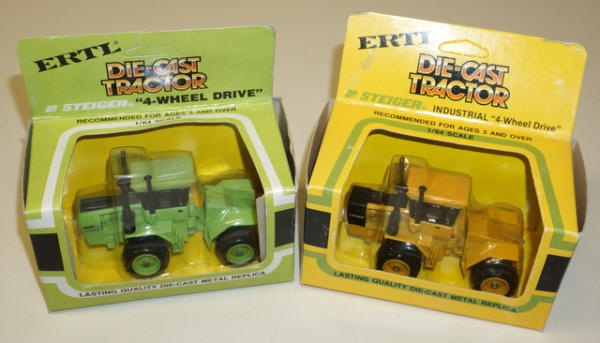 ERTL
DIE-CAST
TRACTOR
STEIGER® "4-WHEEL DRIVE"
RECOMMENDED FOR AGES 3 AND OVER
1/64 SCALE
LASTING QUALITY DIE-CAST METAL REPLICA
ERTL
DIE-CAST
TRACTOR
STEIGER® INDUSTRIAL "4-Wheel Drive"
RECOMMENDED FOR AGES 3 AND OVER
1/64 SCALE
LASTING QUALITY DIE-CAST METAL REPLICA